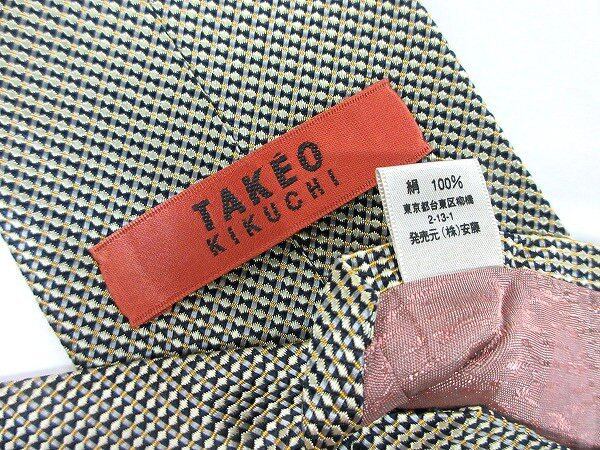 TAKÉO
KIKUCHI
絹 100%
東京都台東区柳橋
2-13-1
発売元 (株)安藤